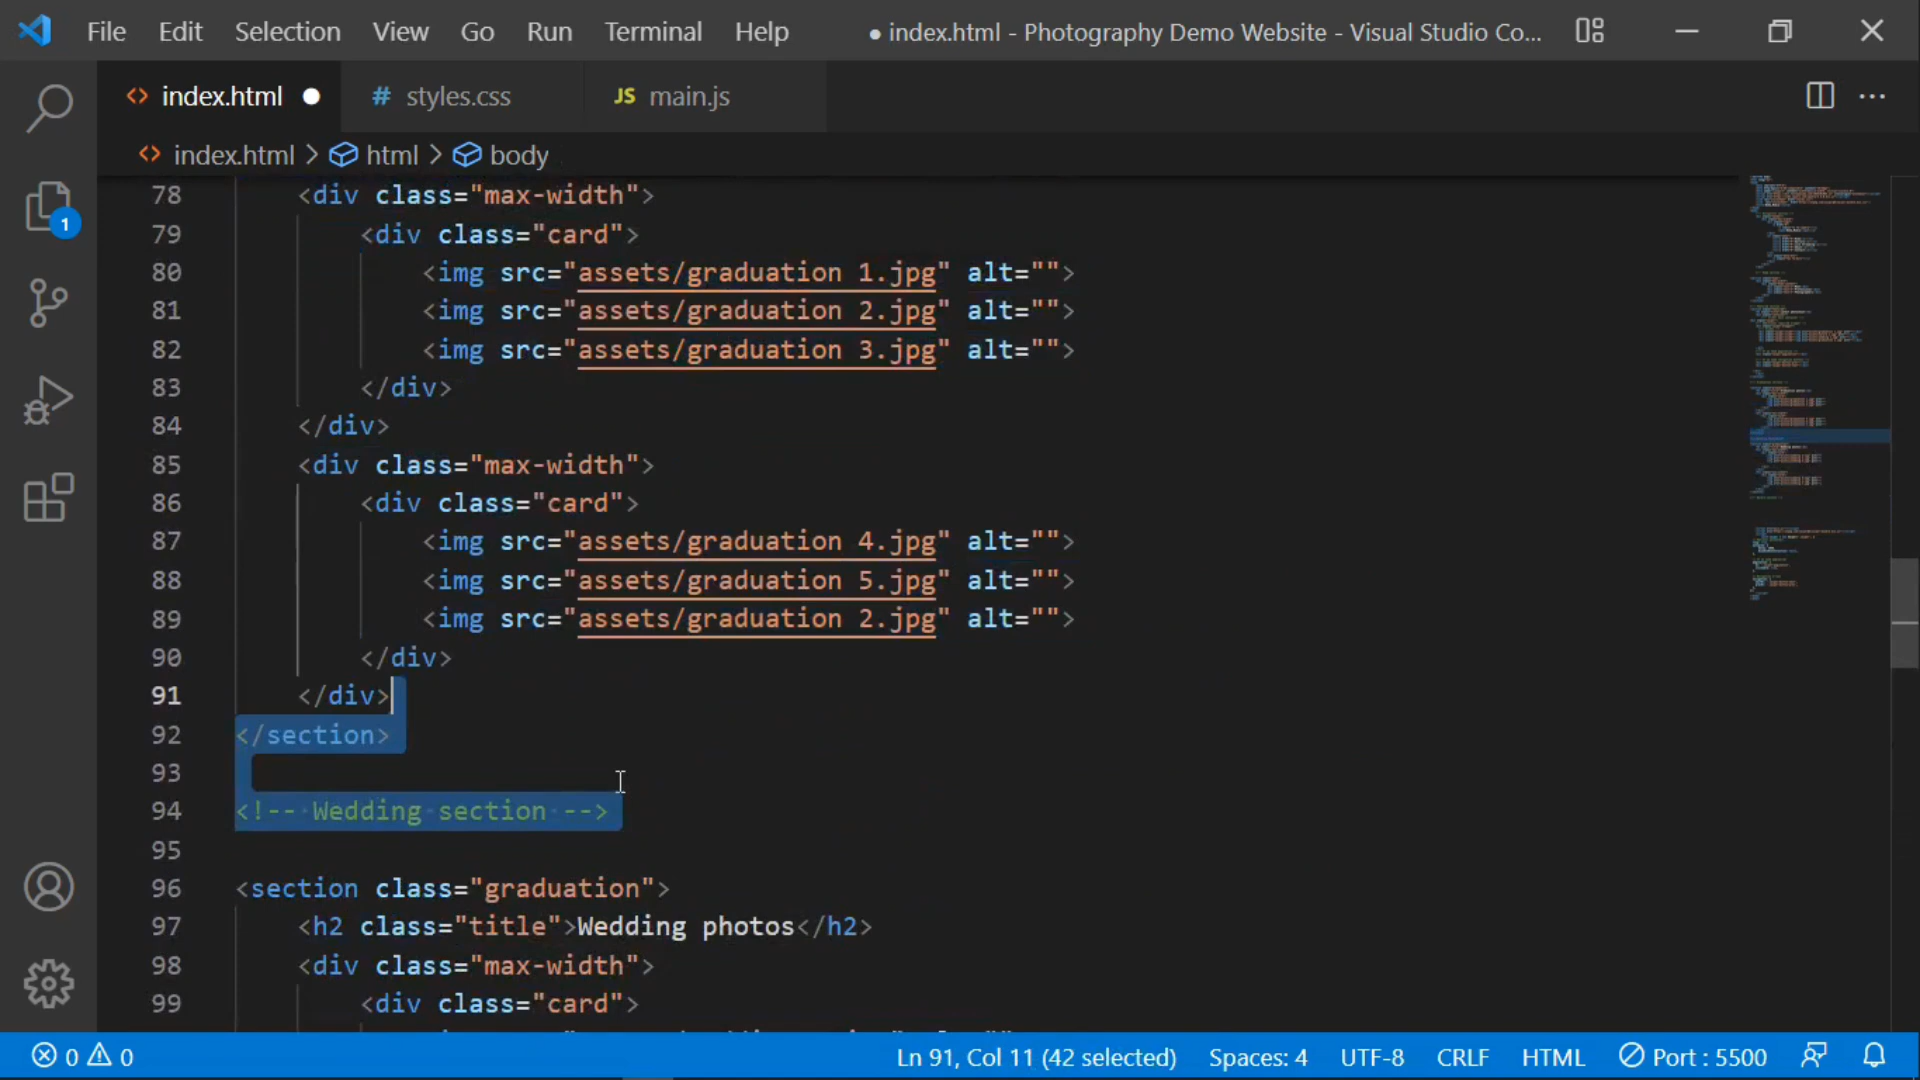 File Edit Selection View Go Run Terminal Help ● index.html - Photography Demo Website - Visual Studio Co...
<> index.html ● # styles.css JS main.js ...
<> index.html > html > body
78 <div class="max-width">
79 <div class="card">
80 <img src="assets/graduation 1.jpg" alt="">
81 <img src="assets/graduation 2.jpg" alt="">
82 <img src="assets/graduation 3.jpg" alt="">
83 </div>
84 </div>
85 <div class="max-width">
86 <div class="card">
87 <img src="assets/graduation 4.jpg" alt="">
88 <img src="assets/graduation 5.jpg" alt="">
89 <img src="assets/graduation 2.jpg" alt="">
90 </div>
91 </div>
92 </section>
93
94 <!-- Wedding section -->
95
96 <section class="graduation">
97 <h2 class="title">Wedding photos</h2>
98 <div class="max-width">
99 <div class="card">
1
0 0 Ln 91, Col 11 (42 selected) Spaces: 4 UTF-8 CRLF HTML Port : 5500